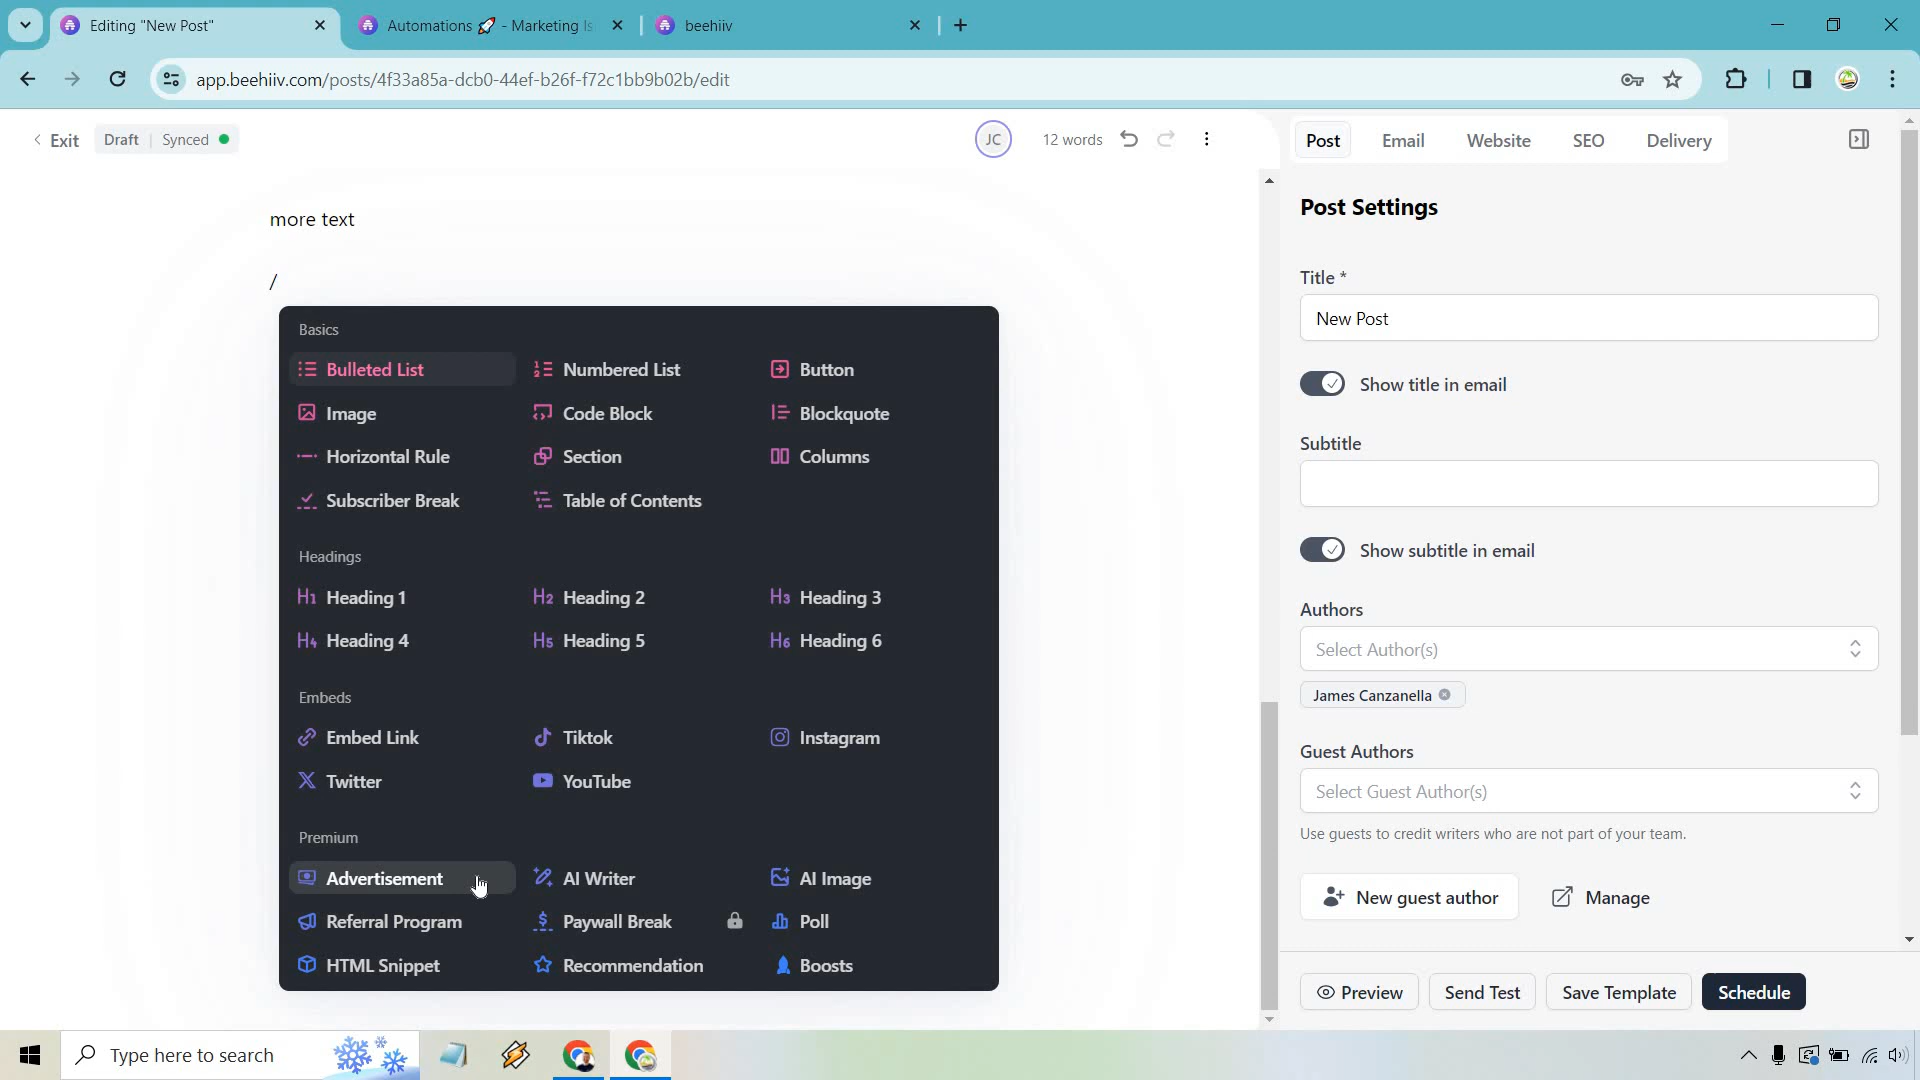 Editing "New Post"
Automations 🚀 - Marketing Is
beehiiv
app.beehiiv.com/posts/4f33a85a-dcb0-44ef-b26f-f72c1bb9b02b/edit
Exit
Draft | Synced
JC
12 words
Post
Email
Website
SEO
Delivery
more text
/
Basics
Bulleted List
Numbered List
Button
Image
Code Block
Blockquote
Horizontal Rule
Section
Columns
Subscriber Break
Table of Contents
Headings
H1 Heading 1
H2 Heading 2
H3 Heading 3
H4 Heading 4
H5 Heading 5
H6 Heading 6
Embeds
Embed Link
Tiktok
Instagram
Twitter
YouTube
Premium
Advertisement
AI Writer
AI Image
Referral Program
Paywall Break
Poll
HTML Snippet
Recommendation
Boosts
Post Settings
Title *
New Post
Show title in email
Subtitle
Show subtitle in email
Authors
Select Author(s)
James Canzanella
Guest Authors
Select Guest Author(s)
Use guests to credit writers who are not part of your team.
New guest author
Manage
Preview
Send Test
Save Template
Schedule
Type here to search